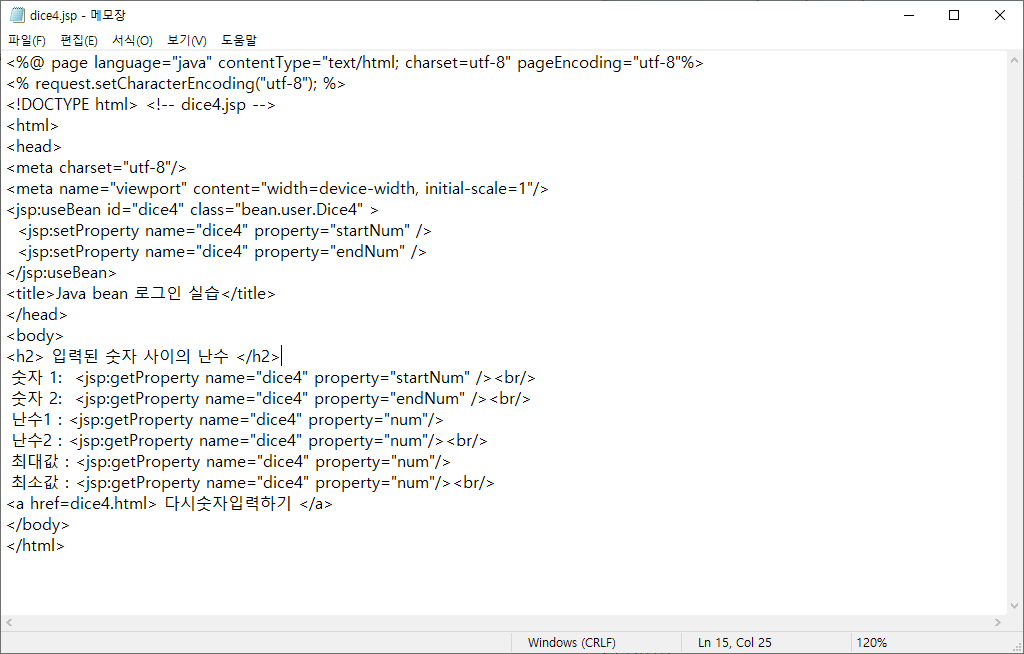 dice4.jsp - 메모장
파일(F) 편집(E) 서식(O) 보기(V) 도움말
<%@ page language="java" contentType="text/html; charset=utf-8" pageEncoding="utf-8"%>
<% request.setCharacterEncoding("utf-8"); %>
<!DOCTYPE html> <!-- dice4.jsp -->
<html>
<head>
<meta charset="utf-8"/>
<meta name="viewport" content="width=device-width, initial-scale=1"/>
<jsp:useBean id="dice4" class="bean.user.Dice4" >
  <jsp:setProperty name="dice4" property="startNum" />
  <jsp:setProperty name="dice4" property="endNum" />
</jsp:useBean>
<title>Java bean 로그인 실습</title>
</head>
<body>
<h2> 입력된 숫자 사이의 난수 </h2>
 숫자 1:  <jsp:getProperty name="dice4" property="startNum" /><br/>
 숫자 2:  <jsp:getProperty name="dice4" property="endNum" /><br/>
 난수1 : <jsp:getProperty name="dice4" property="num"/>
 난수2 : <jsp:getProperty name="dice4" property="num"/><br/>
 최대값 : <jsp:getProperty name="dice4" property="num"/>
 최소값 : <jsp:getProperty name="dice4" property="num"/><br/>
<a href=dice4.html> 다시숫자입력하기 </a>
</body>
</html>
Windows (CRLF) Ln 15, Col 25 120%